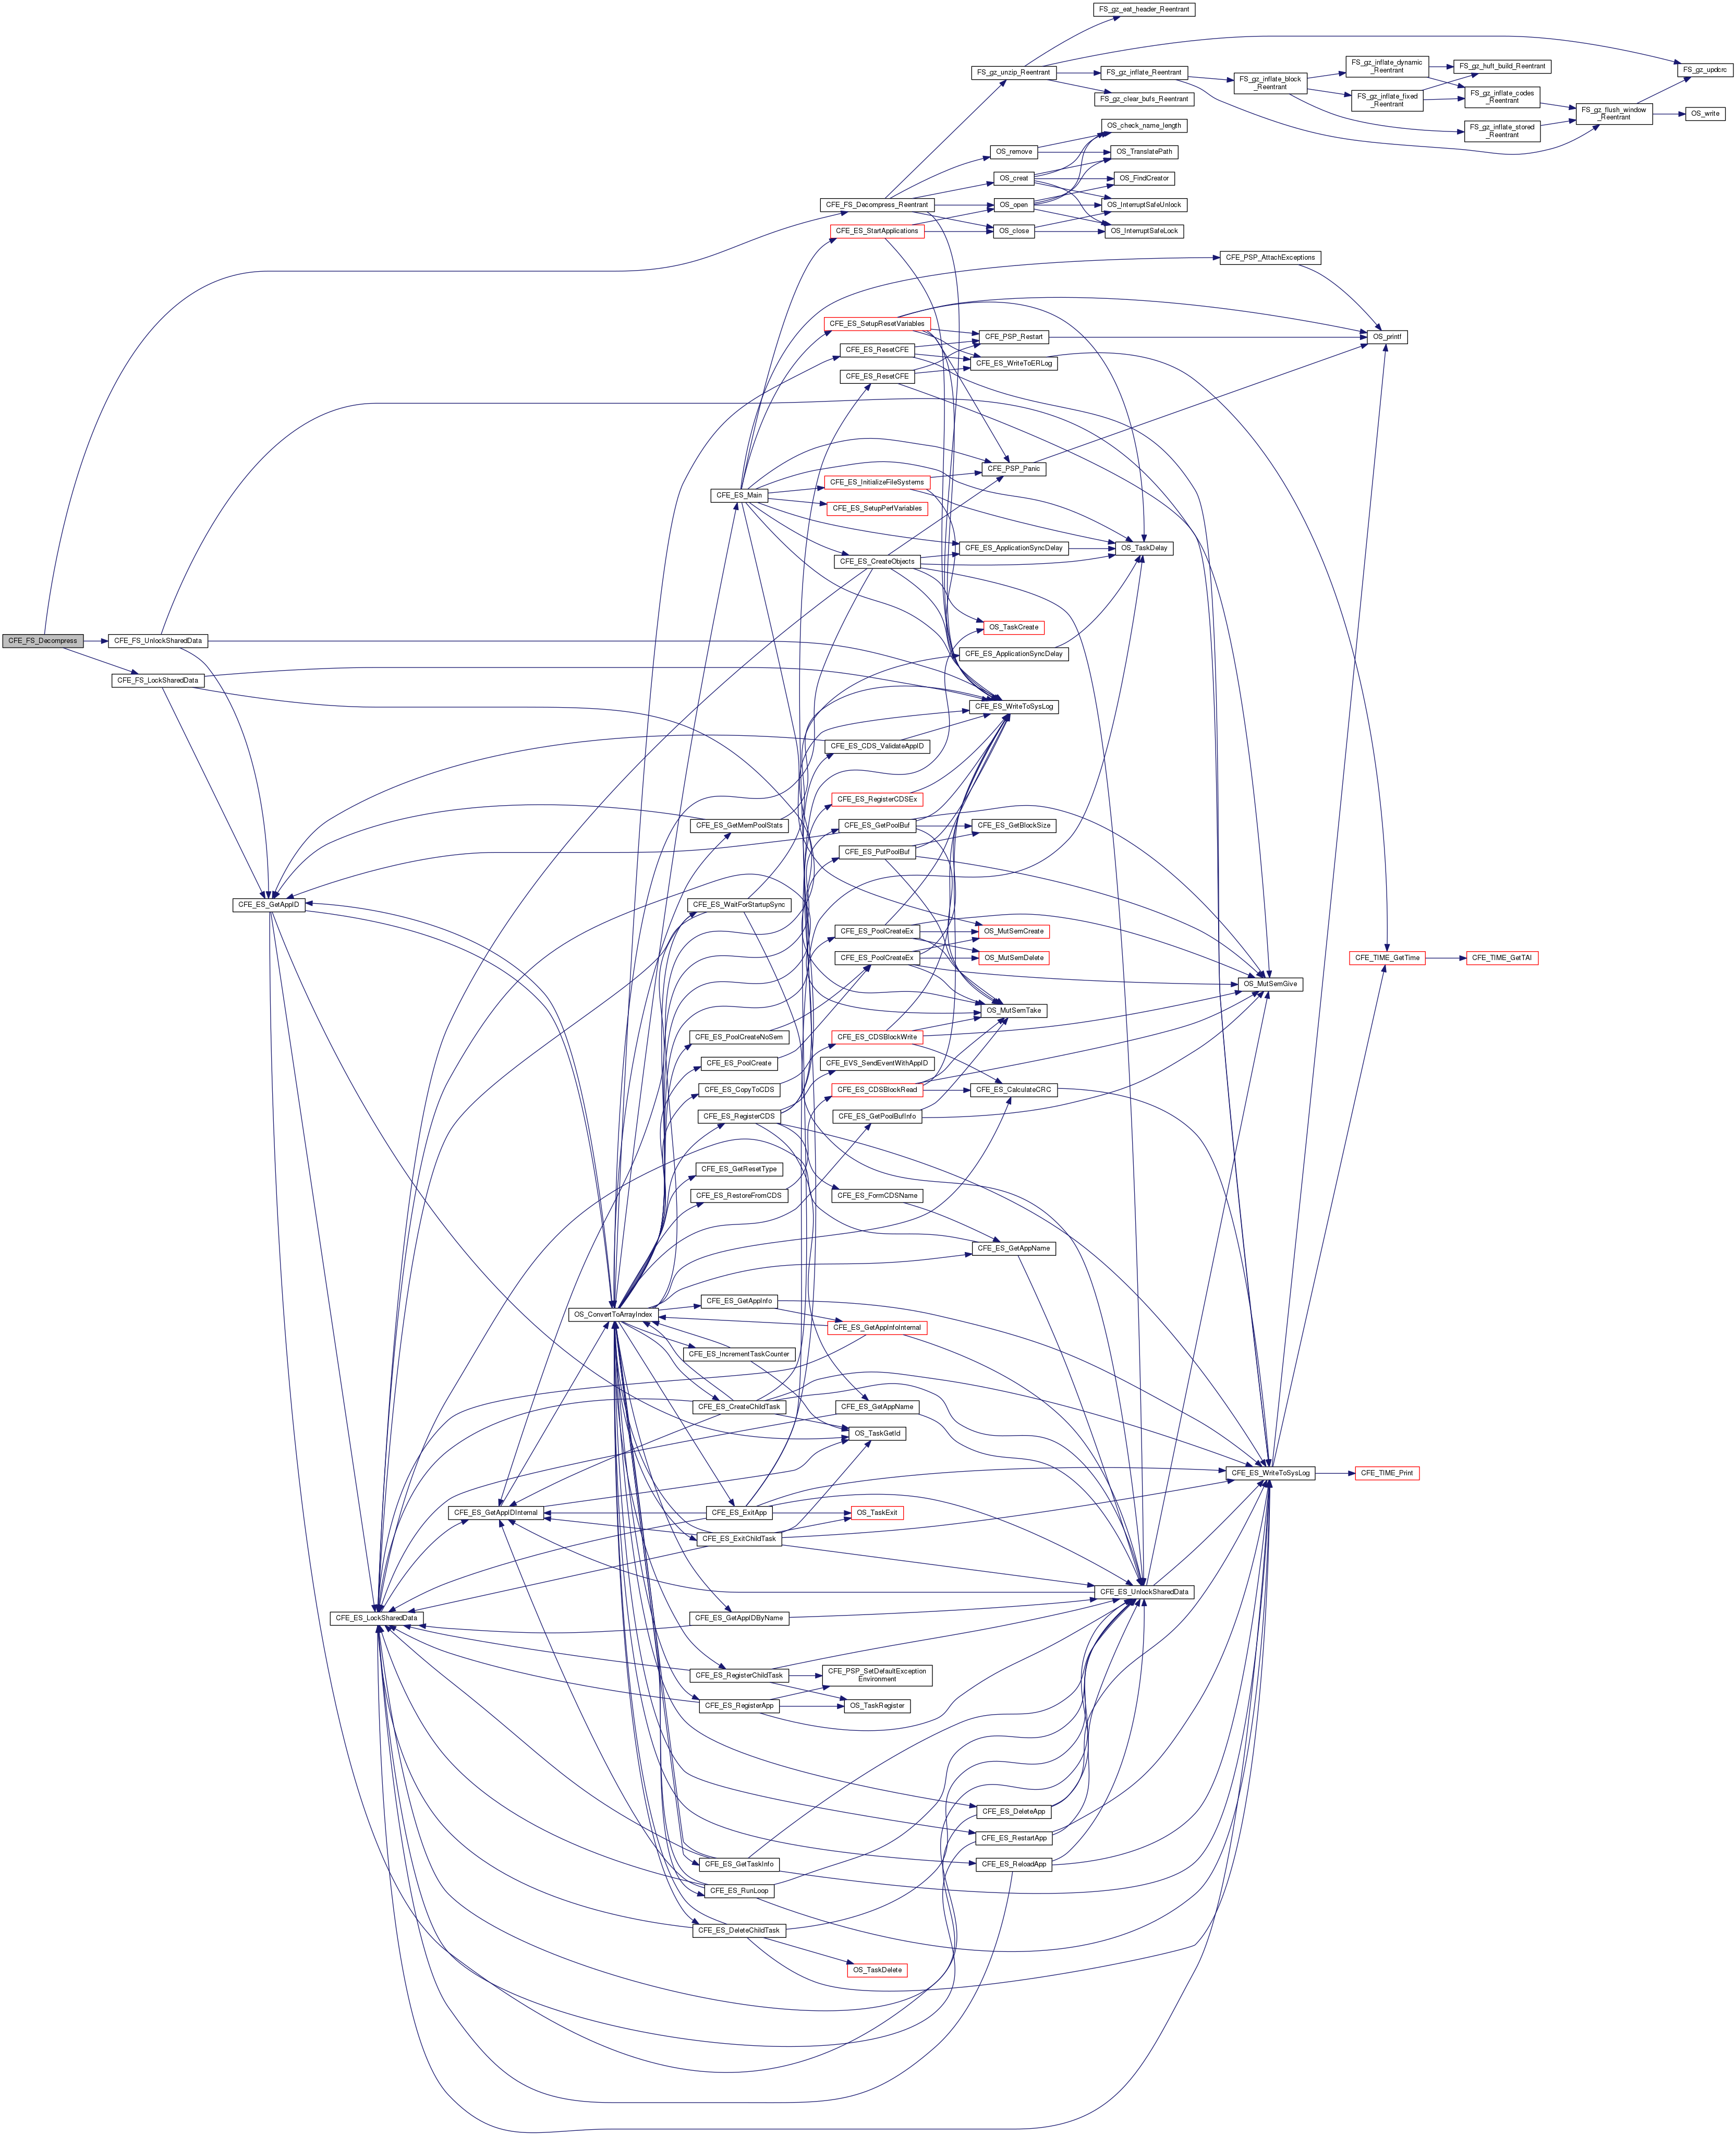 FS_gz_eat_header_Reentrant
FS_gz_unzip_Reentrant
FS_gz_inflate_Reentrant
FS_gz_clear_bufs_Reentrant
FS_gz_inflate_block
_Reentrant
FS_gz_inflate_dynamic
_Reentrant
FS_gz_inflate_fixed
_Reentrant
FS_gz_huft_build_Reentrant
FS_gz_inflate_codes
_Reentrant
FS_gz_inflate_stored
_Reentrant
FS_gz_flush_window
_Reentrant
FS_gz_updcrc
OS_write
OS_check_name_length
OS_remove
OS_TranslatePath
OS_creat
OS_FindCreator
CFE_FS_Decompress_Reentrant
OS_open
OS_InterruptSafeUnlock
CFE_ES_StartApplications
OS_close
OS_InterruptSafeLock
CFE_PSP_AttachExceptions
CFE_ES_SetupResetVariables
CFE_PSP_Restart
OS_printf
CFE_ES_ResetCFE
CFE_ES_WriteToERLog
CFE_ES_ResetCFE
CFE_PSP_Panic
CFE_ES_InitializeFileSystems
CFE_ES_Main
CFE_ES_SetupPerfVariables
CFE_ES_ApplicationSyncDelay
OS_TaskDelay
CFE_ES_CreateObjects
OS_TaskCreate
CFE_FS_Decompress
CFE_FS_UnlockSharedData
CFE_ES_ApplicationSyncDelay
CFE_FS_LockSharedData
CFE_ES_WriteToSysLog
CFE_ES_CDS_ValidateAppID
CFE_ES_RegisterCDSEx
CFE_ES_GetMemPoolStats
CFE_ES_GetPoolBuf
CFE_ES_GetBlockSize
CFE_ES_PutPoolBuf
CFE_ES_GetAppID
CFE_ES_WaitForStartupSync
CFE_ES_PoolCreateEx
OS_MutSemCreate
CFE_ES_PoolCreateEx
OS_MutSemDelete
CFE_TIME_GetTime
CFE_TIME_GetTAI
OS_MutSemGive
OS_MutSemTake
CFE_ES_PoolCreateNoSem
CFE_ES_CDSBlockWrite
CFE_ES_PoolCreate
CFE_EVS_SendEventWithAppID
CFE_ES_CopyToCDS
CFE_ES_CDSBlockRead
CFE_ES_CalculateCRC
CFE_ES_RegisterCDS
CFE_ES_GetPoolBufInfo
CFE_ES_GetResetType
CFE_ES_RestoreFromCDS
CFE_ES_FormCDSName
CFE_ES_GetAppName
CFE_ES_GetAppInfo
OS_ConvertToArrayIndex
CFE_ES_GetAppInfoInternal
CFE_ES_IncrementTaskCounter
CFE_ES_CreateChildTask
CFE_ES_GetAppName
OS_TaskGetId
CFE_ES_WriteToSysLog
CFE_TIME_Print
CFE_ES_GetAppIDInternal
CFE_ES_ExitApp
OS_TaskExit
CFE_ES_ExitChildTask
CFE_ES_UnlockSharedData
CFE_ES_LockSharedData
CFE_ES_GetAppIDByName
CFE_ES_RegisterChildTask
CFE_PSP_SetDefaultException
Environment
CFE_ES_RegisterApp
OS_TaskRegister
CFE_ES_DeleteApp
CFE_ES_RestartApp
CFE_ES_GetTaskInfo
CFE_ES_ReloadApp
CFE_ES_RunLoop
CFE_ES_DeleteChildTask
OS_TaskDelete